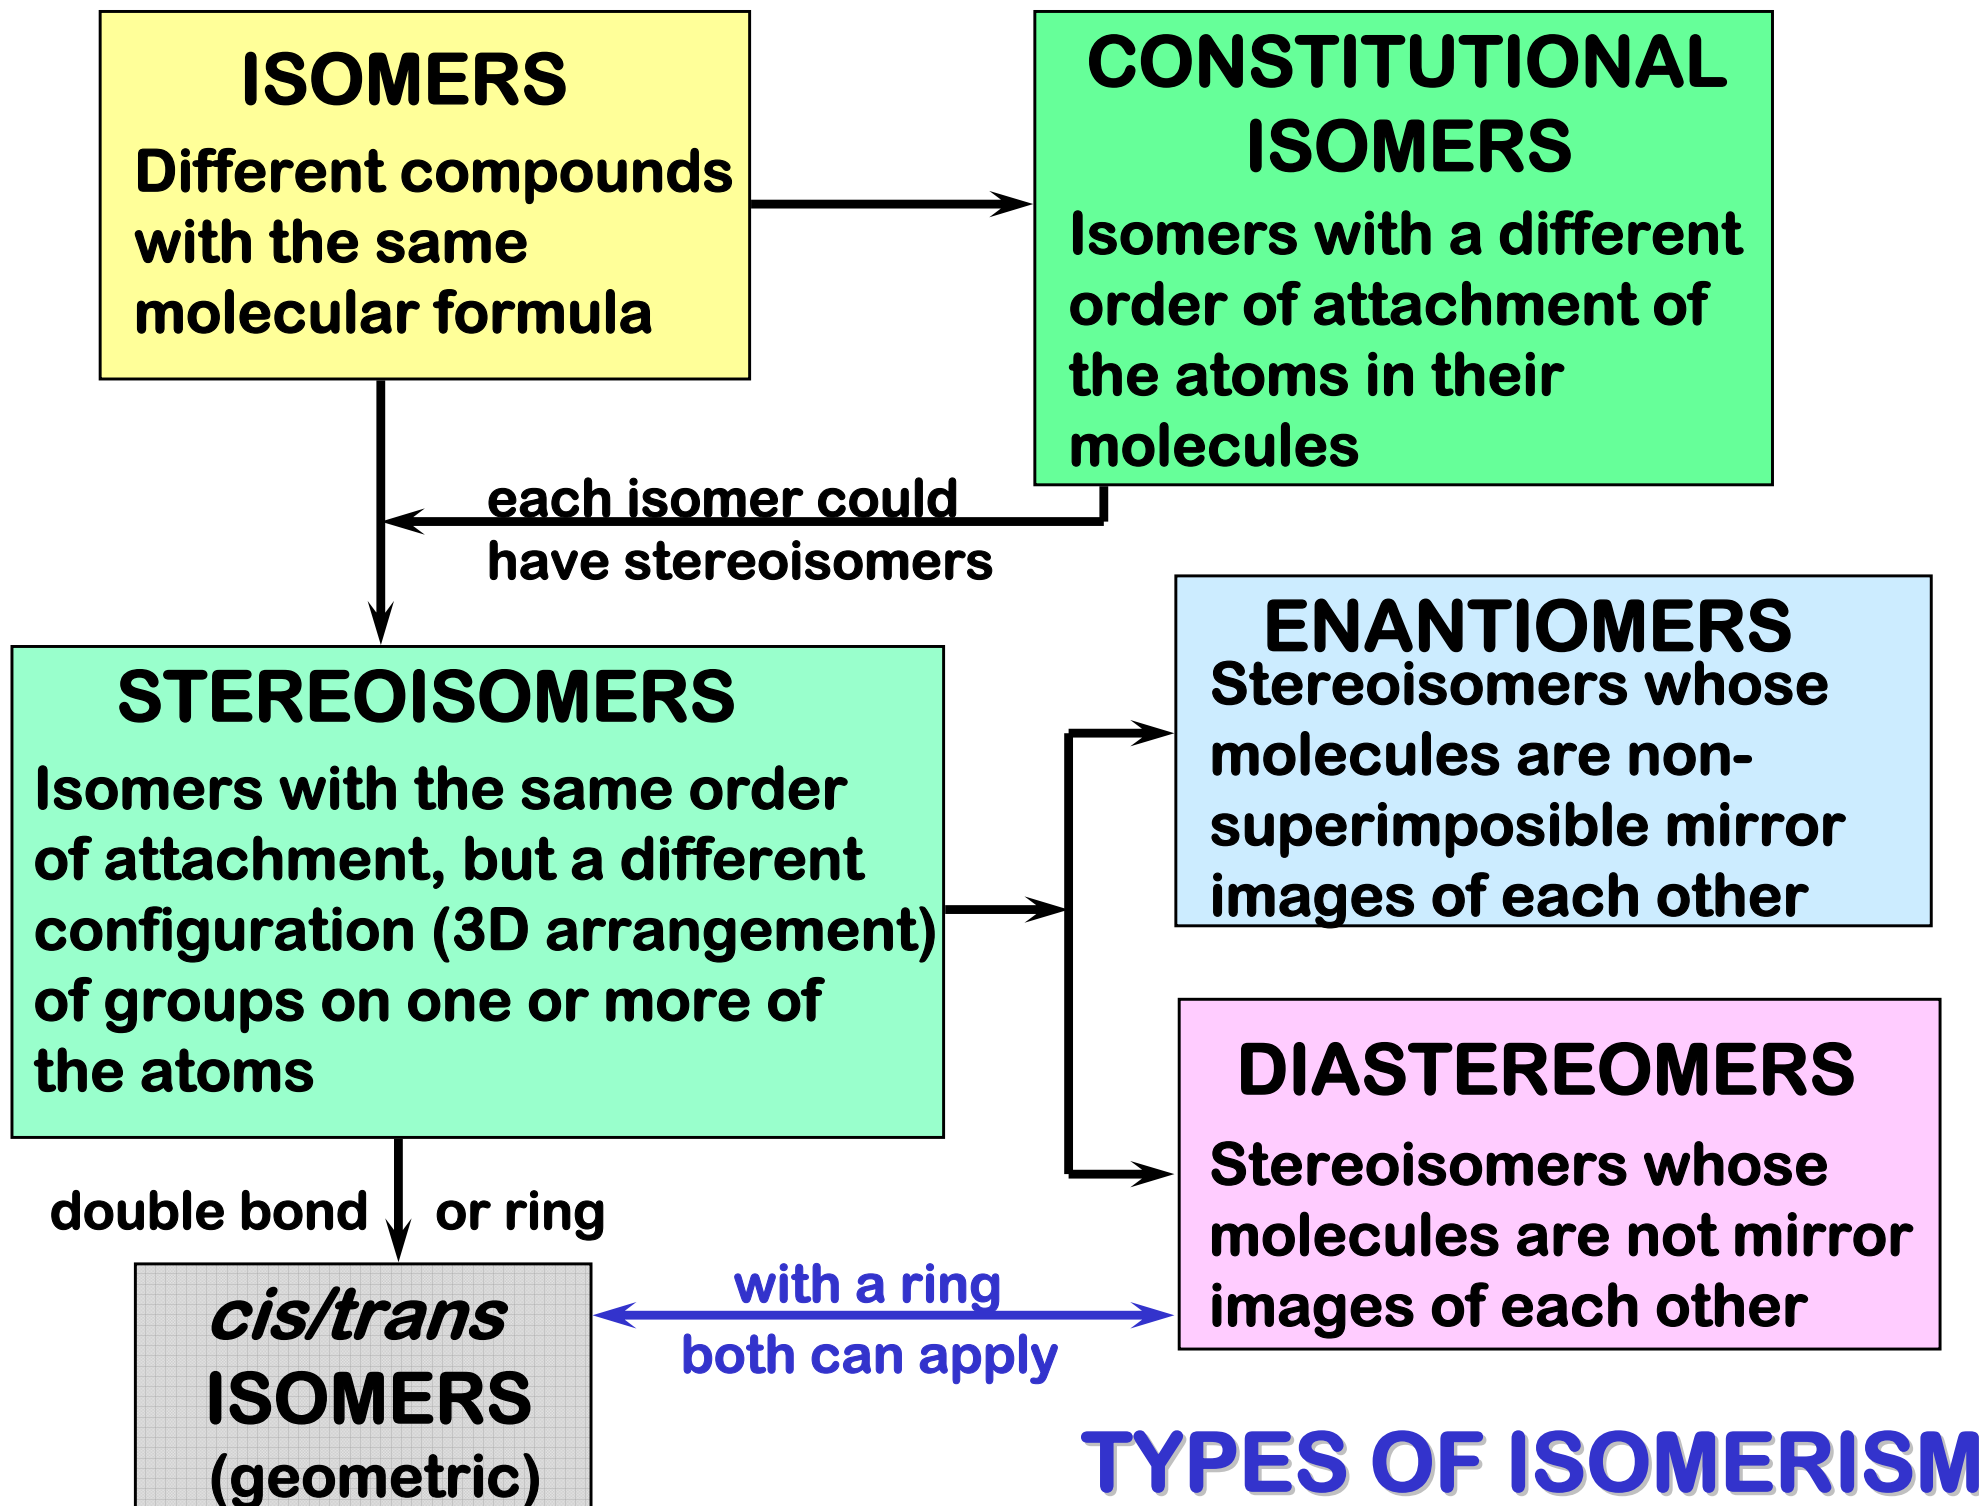 ISOMERS
Different compounds
with the same
molecular formula
CONSTITUTIONAL
ISOMERS
Isomers with a different
order of attachment of
the atoms in their
molecules
each isomer could
have stereoisomers
STEREOISOMERS
Isomers with the same order
of attachment, but a different
configuration (3D arrangement)
of groups on one or more of
the atoms
ENANTIOMERS
Stereoisomers whose
molecules are non-
superimposible mirror
images of each other
DIASTEREOMERS
Stereoisomers whose
molecules are not mirror
images of each other
double bond or ring
cis/trans
ISOMERS
(geometric)
with a ring
both can apply
TYPES OF ISOMERISM